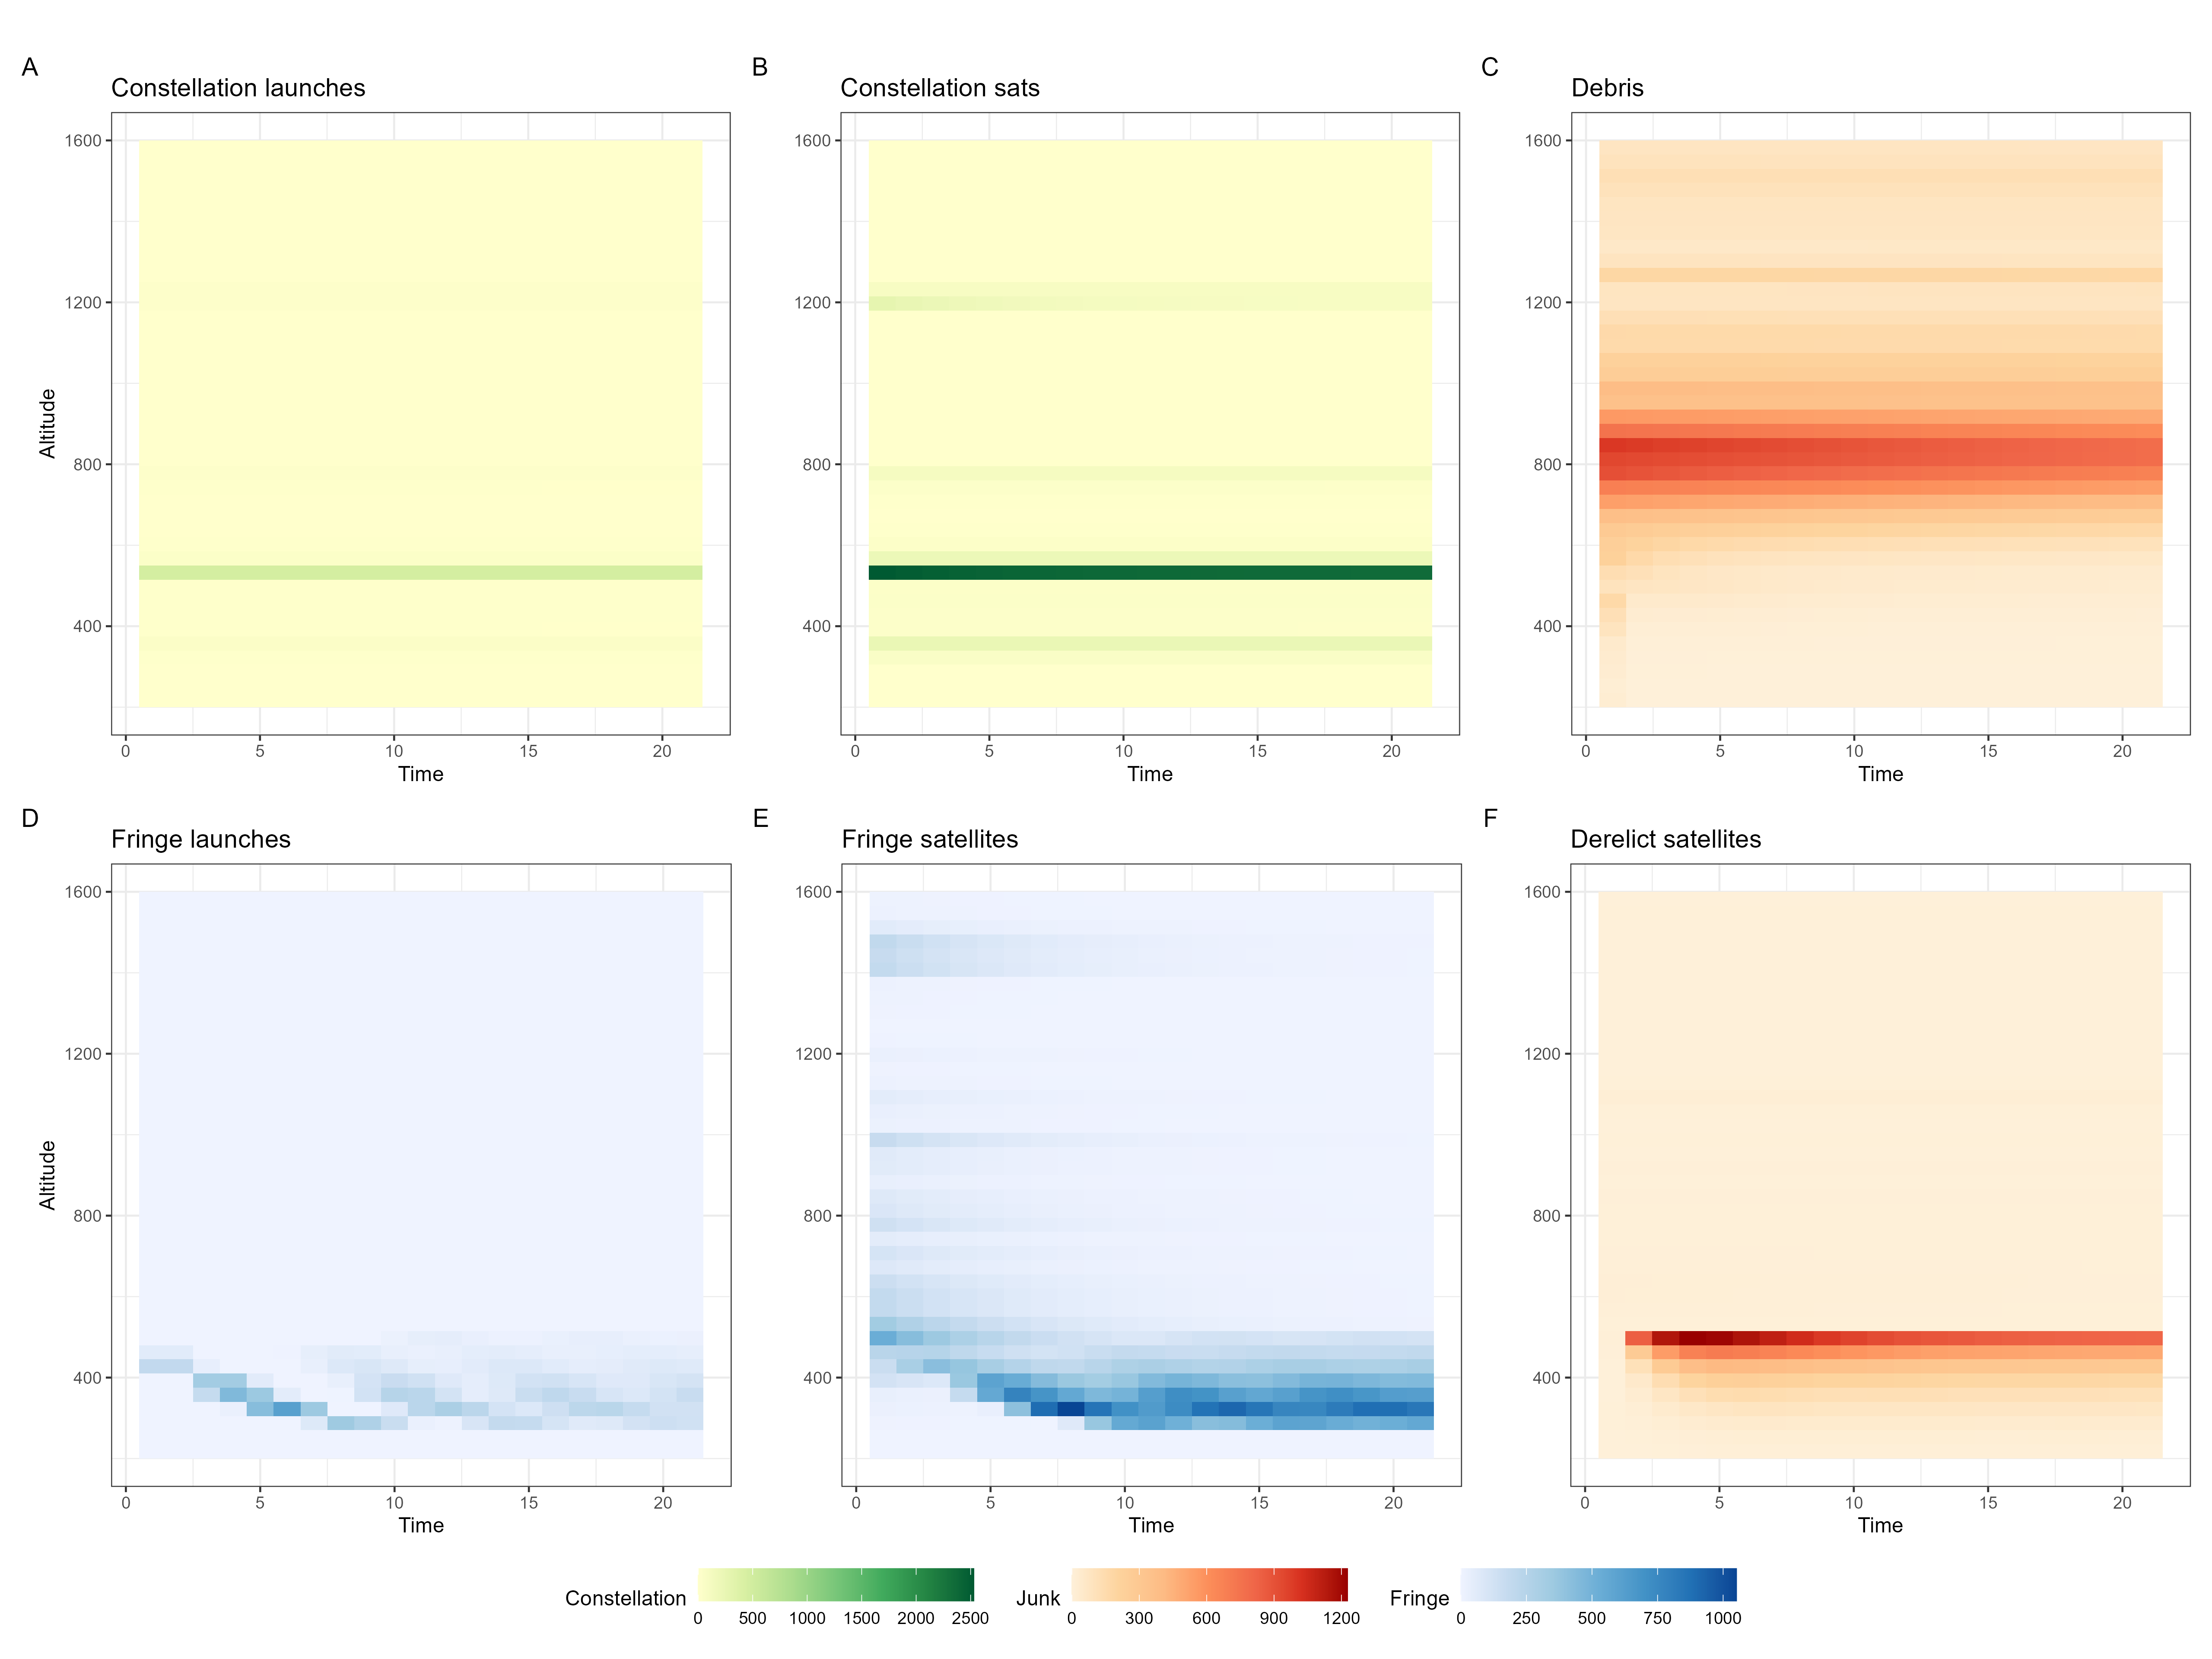 A
Constellation launches
1600
1200
800
400
Altitude
0 5 10 15 20
Time
B
Constellation sats
1600
1200
800
400
0 5 10 15 20
Time
C
Debris
1600
1200
800
400
0 5 10 15 20
Time
D
Fringe launches
1600
1200
800
400
Altitude
0 5 10 15 20
Time
E
Fringe satellites
1600
1200
800
400
0 5 10 15 20
Time
F
Derelict satellites
1600
1200
800
400
0 5 10 15 20
Time
Constellation
0 500 1000 1500 2000 2500
Junk
0 300 600 900 1200
Fringe
0 250 500 750 1000